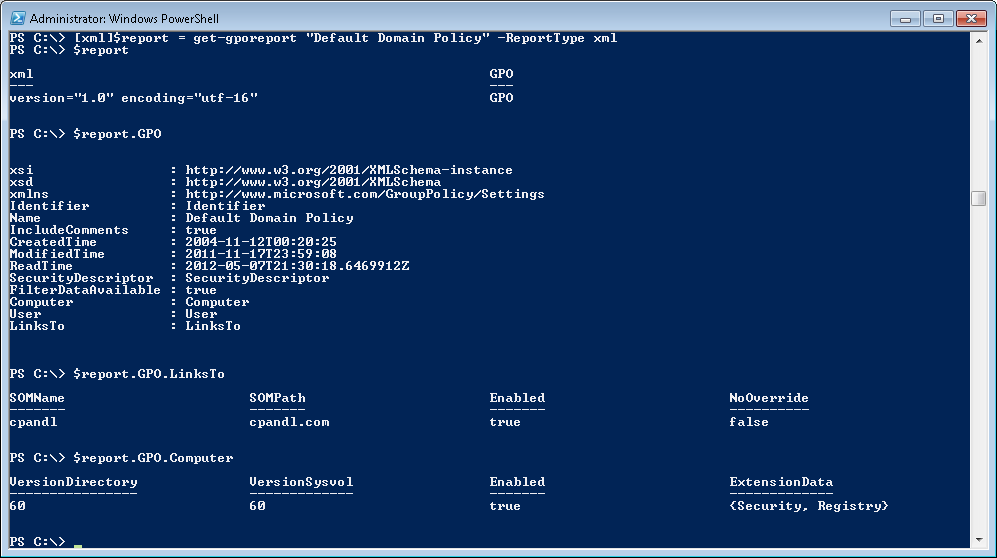 Administrator: Windows PowerShell
PS C:\> [xml]$report = get-gporeport "Default Domain Policy" -ReportType xml
PS C:\> $report
xml GPO
--- ---
version="1.0" encoding="utf-16" GPO
PS C:\> $report.GPO
xsi : http://www.w3.org/2001/XMLSchema-instance
xsd : http://www.w3.org/2001/XMLSchema
xmlns : http://www.microsoft.com/GroupPolicy/Settings
Identifier : Identifier
Name : Default Domain Policy
IncludeComments : true
CreatedTime : 2004-11-12T00:20:25
ModifiedTime : 2011-11-17T23:59:08
ReadTime : 2012-05-07T21:30:18.6469912Z
SecurityDescriptor : SecurityDescriptor
FilterDataAvailable : true
Computer : Computer
User : User
LinksTo : LinksTo
PS C:\> $report.GPO.LinksTo
SOMName SOMPath Enabled NoOverride
------- ------- ------- ----------
cpandl cpandl.com true false
PS C:\> $report.GPO.Computer
VersionDirectory VersionSysvol Enabled ExtensionData
---------------- ------------- ------- -------------
60 60 true {Security, Registry}
PS C:\> _